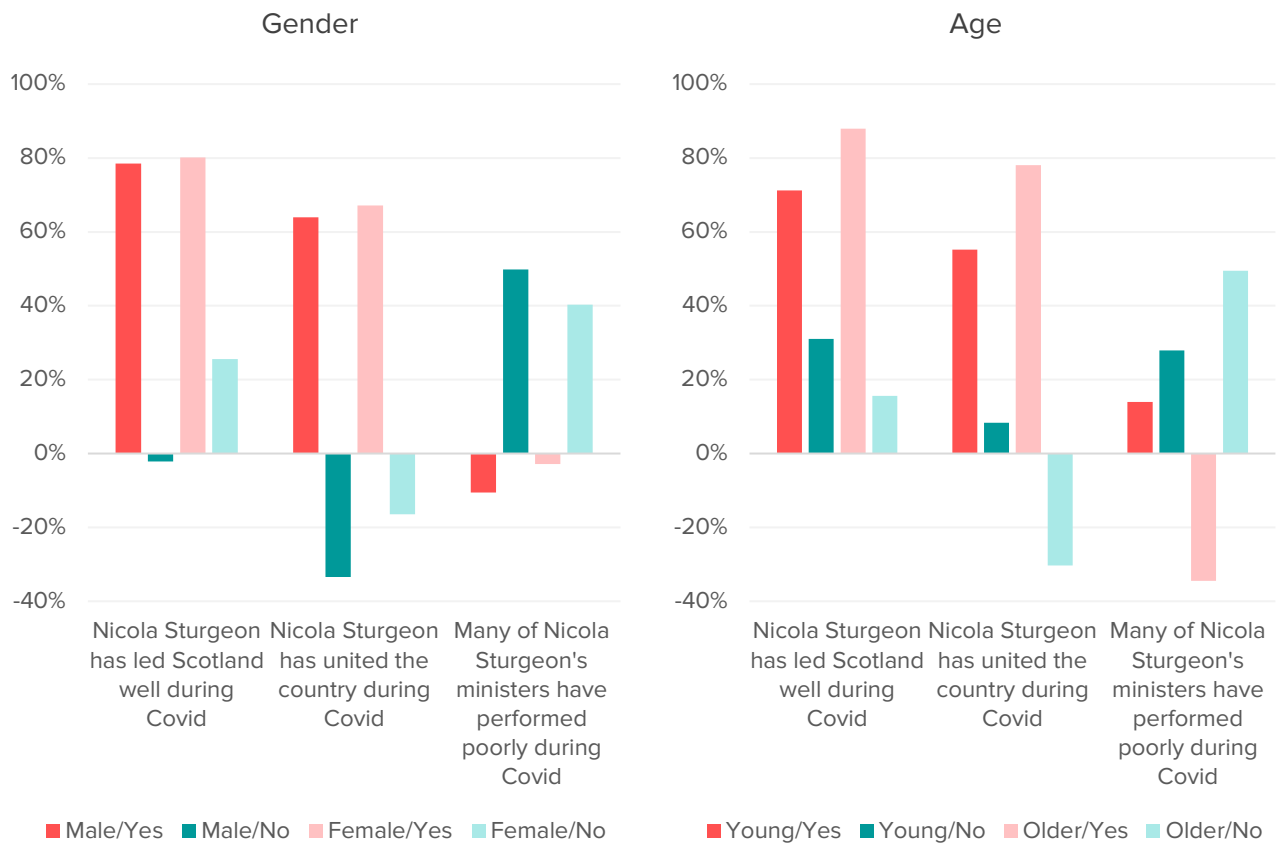 Gender
100%
80%
60%
40%
20%
0%
-20%
-40%
Nicola Sturgeon
has led Scotland
well during
Covid
Nicola Sturgeon
has united the
country during
Covid
Many of Nicola
Sturgeon's
ministers have
performed
poorly during
Covid
Male/Yes Male/No Female/Yes Female/No
Age
100%
80%
60%
40%
20%
0%
-20%
-40%
Nicola Sturgeon
has led Scotland
well during
Covid
Nicola Sturgeon
has united the
country during
Covid
Many of Nicola
Sturgeon's
ministers have
performed
poorly during
Covid
Young/Yes Young/No Older/Yes Older/No